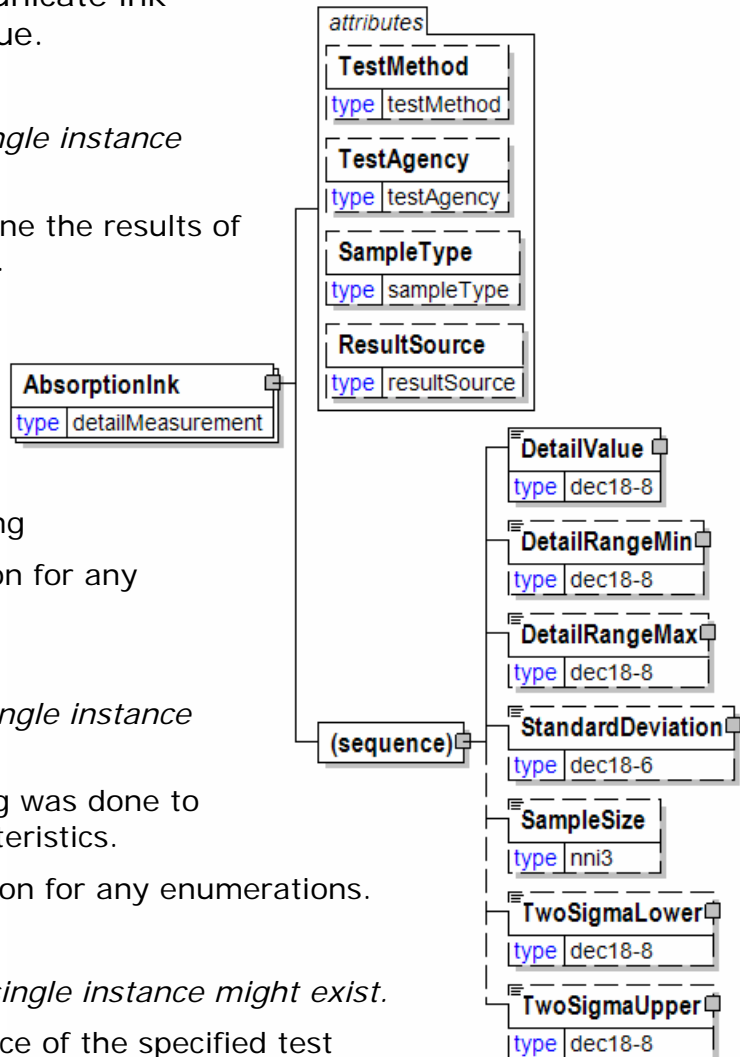 unicate ink
ue.
ngle instance
ne the results of
.
ng
on for any
ngle instance
g was done to
teristics.
on for any enumerations.
single instance might exist.
ce of the specified test
attributes
TestMethod
type testMethod
TestAgency
type testAgency
SampleType
type sampleType
ResultSource
type resultSource
AbsorptionInk
type detailMeasurement
(sequence)
DetailValue
type dec18-8
DetailRangeMin
type dec18-8
DetailRangeMax
type dec18-8
StandardDeviation
type dec18-6
SampleSize
type nni3
TwoSigmaLower
type dec18-8
TwoSigmaUpper
type dec18-8